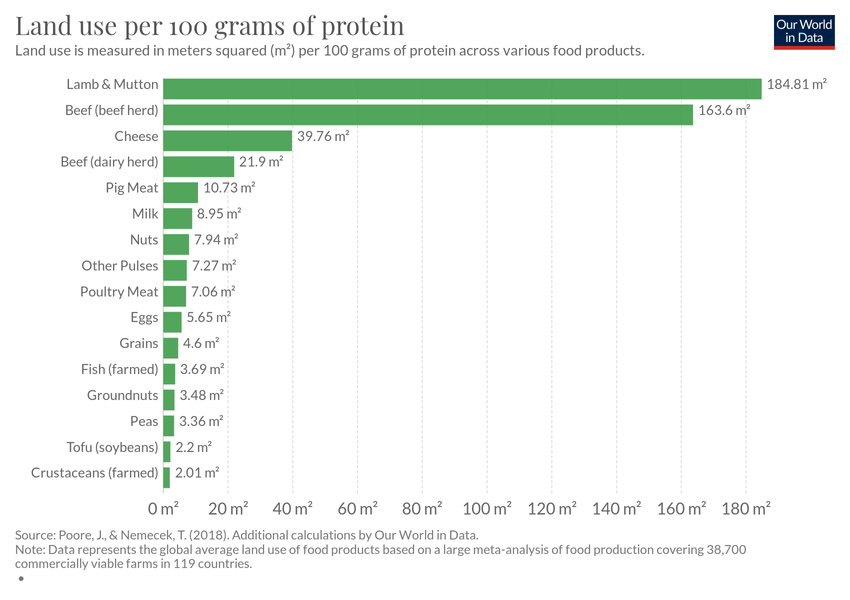 Land use per 100 grams of protein
Land use is measured in meters squared (m²) per 100 grams of protein across various food products.
Our World
in Data
Lamb & Mutton 184.81 m²
Beef (beef herd) 163.6 m²
Cheese 39.76 m²
Beef (dairy herd) 21.9 m²
Pig Meat 10.73 m²
Milk 8.95 m²
Nuts 7.94 m²
Other Pulses 7.27 m²
Poultry Meat 7.06 m²
Eggs 5.65 m²
Grains 4.6 m²
Fish (farmed) 3.69 m²
Groundnuts 3.48 m²
Peas 3.36 m²
Tofu (soybeans) 2.2 m²
Crustaceans (farmed) 2.01 m²
0 m² 20 m² 40 m² 60 m² 80 m² 100 m² 120 m² 140 m² 160 m² 180 m²
Source: Poore, J., & Nemecek, T. (2018). Additional calculations by Our World in Data.
Note: Data represents the global average land use of food products based on a large meta-analysis of food production covering 38,700
commercially viable farms in 119 countries.
•